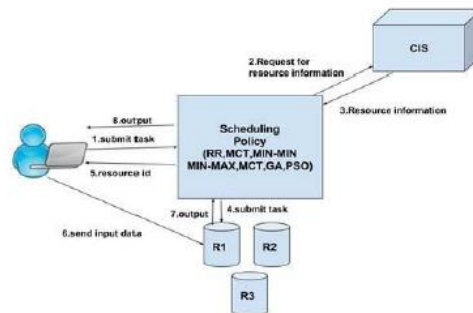 CIS
2.Request for
resource information
3.Resource information
8.output
1.submit task
5.resource id
Scheduling
Policy
(RR,MCT,MIN-MIN
MIN-MAX,MCT,GA,PSO)
7.output
4.submit task
6.send input data
R1
R2
R3